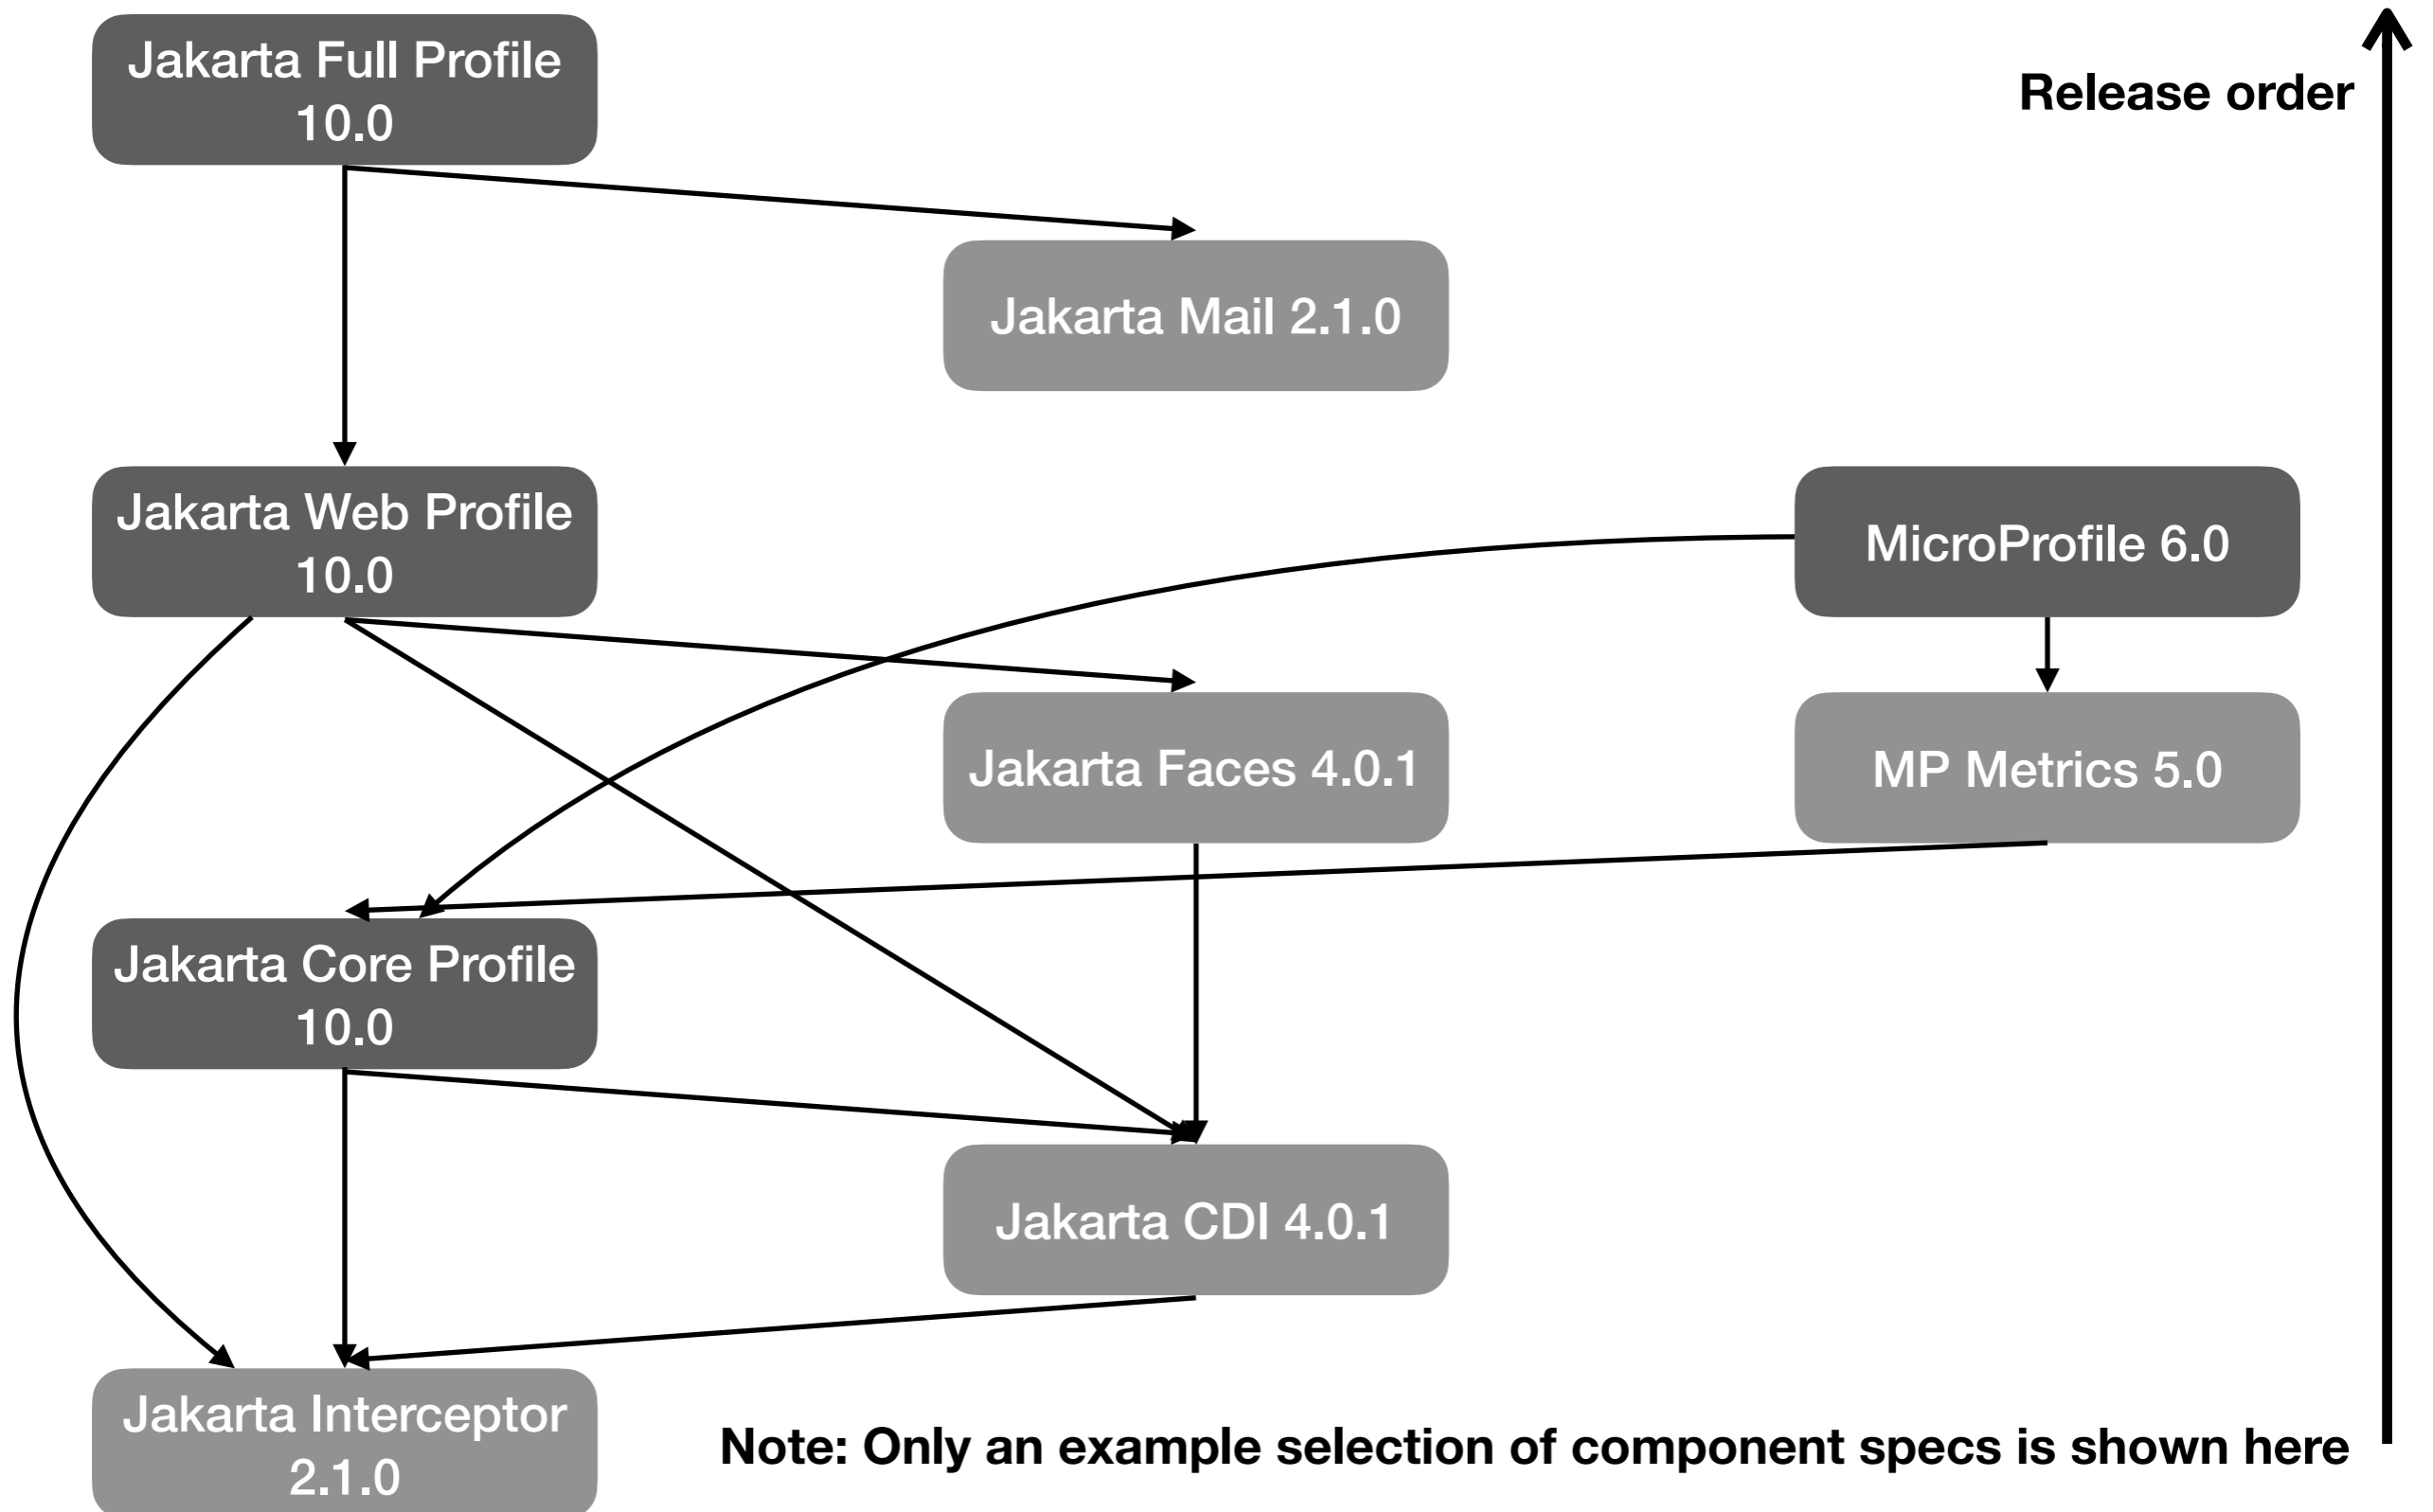 Jakarta Full Profile
10.0
Release order
Jakarta Mail 2.1.0
Jakarta Web Profile
10.0
MicroProfile 6.0
Jakarta Faces 4.0.1
MP Metrics 5.0
Jakarta Core Profile
10.0
Jakarta CDI 4.0.1
Jakarta Interceptor
2.1.0
Note: Only an example selection of component specs is shown here